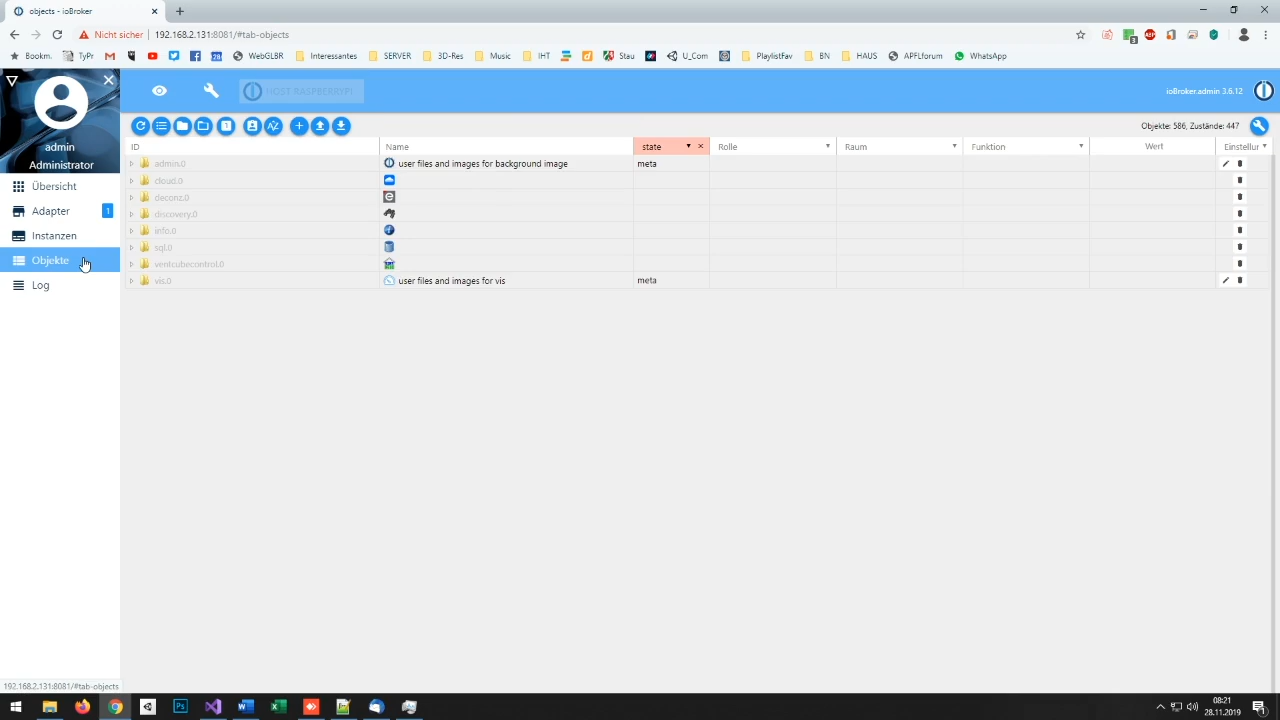 objects - ioBroker
Nicht sicher
192.168.2.131:8081/#tab-objects
Bookm.
TyPr
WebGLBR
Interessantes
SERVER
3D-Res
Music
IHT
Stau
U_Com
PlaylistFav
BN
HAUS
APFLforum
WhatsApp
HOST RASPBERRYPI
ioBroker.admin 3.6.12
admin
Administrator
Objekte: 586, Zustände: 447
ID
Name
state
Rolle
Raum
Funktion
Wert
Einstellur
Übersicht
Adapter
1
Instanzen
Objekte
Log
admin.0
user files and images for background image
meta
cloud.0
deconz.0
discovery.0
info.0
sql.0
ventcubecontrol.0
vis.0
user files and images for vis
meta
192.168.2.131:8081/#tab-objects
08:21
28.11.2019